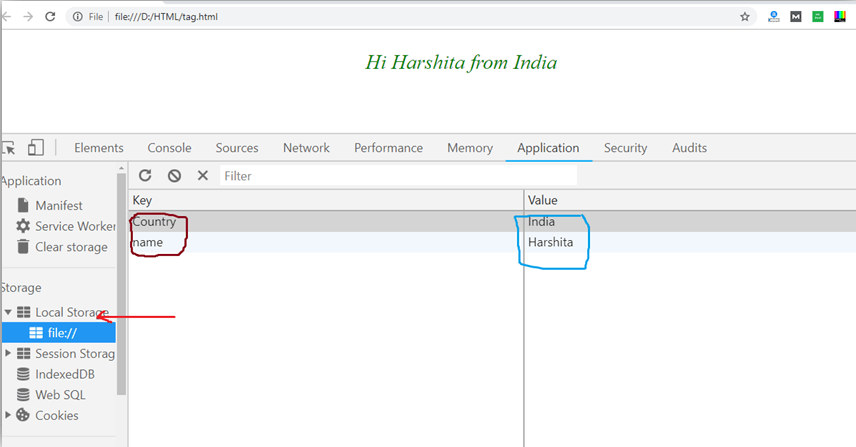 File | file:///D:/HTML/tag.html
Hi Harshita from India
Elements Console Sources Network Performance Memory Application Security Audits
Application
Manifest
Service Worker
Clear storage
Storage
Local Storage
file://
Session Storag
IndexedDB
Web SQL
Cookies
Filter
Key Value
Country India
name Harshita